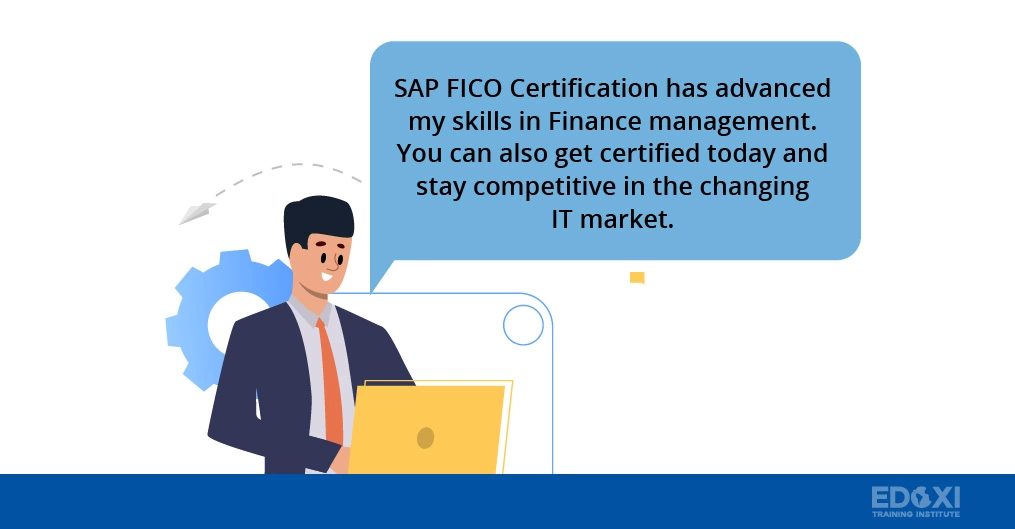 SAP FICO Certification has advanced
my skills in Finance management.
You can also get certified today and
stay competitive in the changing
IT market.
EDOXI
TRAINING INSTITUTE